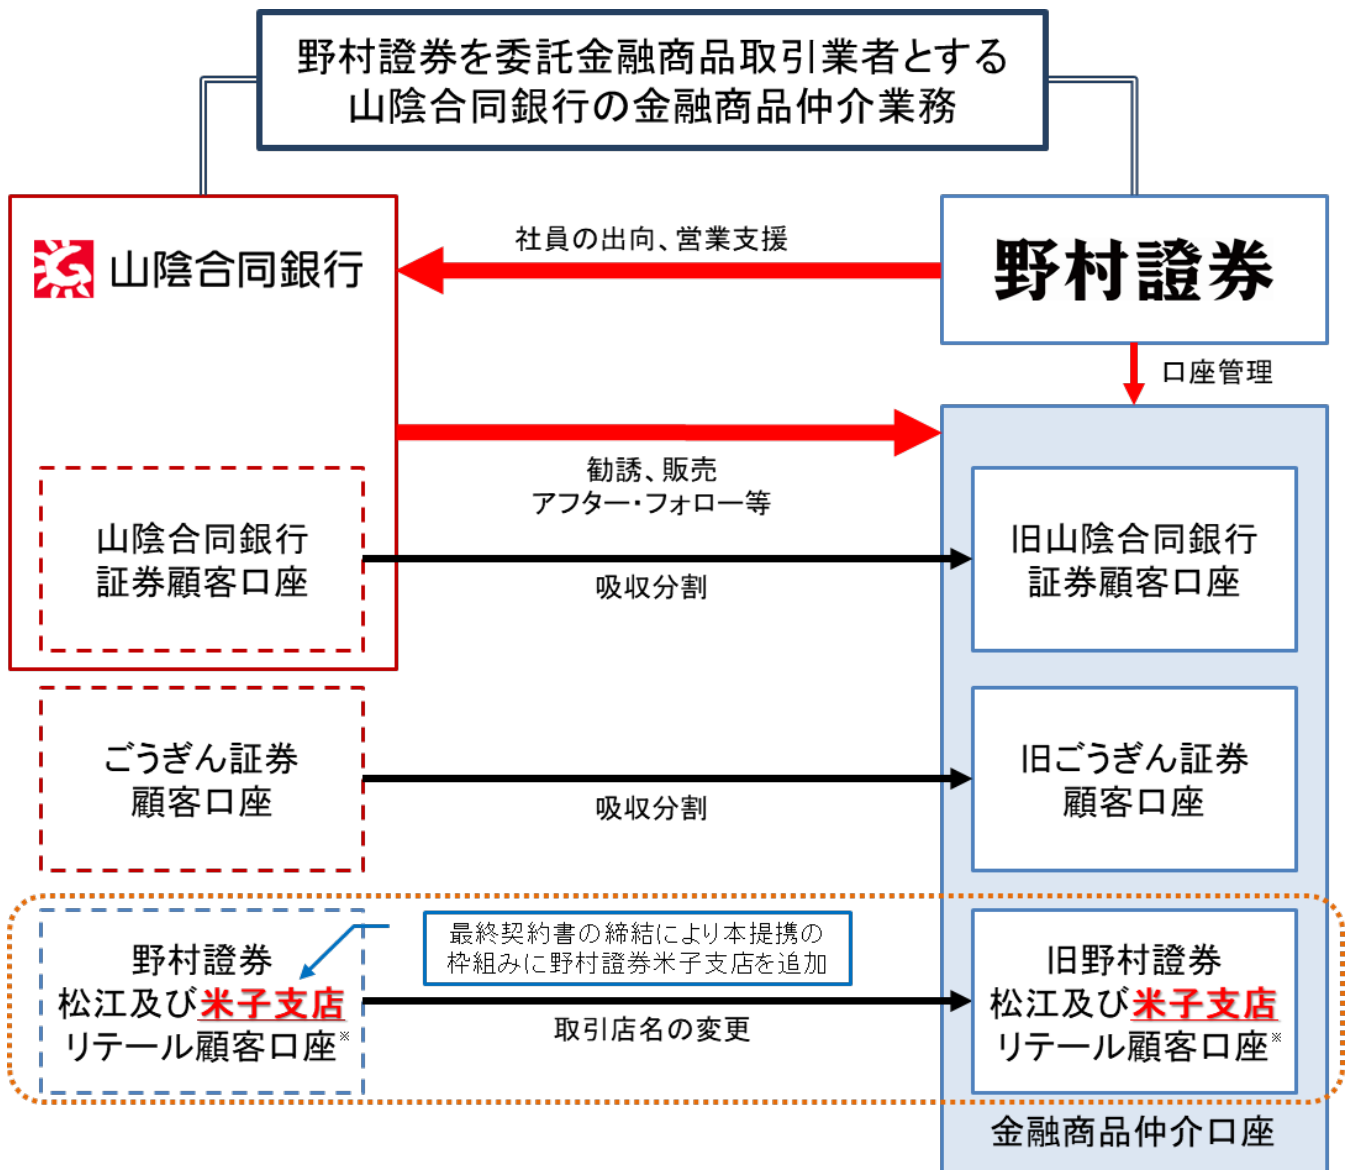 野村證券を委託金融商品取引業者とする
山陰合同銀行の金融商品仲介業務
山陰合同銀行
社員の出向、営業支援
野村證券
口座管理
勧誘、販売
アフター・フォロー等
山陰合同銀行
証券顧客口座
吸収分割
旧山陰合同銀行
証券顧客口座
ごうぎん証券
顧客口座
吸収分割
旧ごうぎん証券
顧客口座
野村證券
松江及び米子支店
リテール顧客口座※
最終契約書の締結により本提携の
枠組みに野村證券米子支店を追加
取引店名の変更
旧野村證券
松江及び米子支店
リテール顧客口座※
金融商品仲介口座